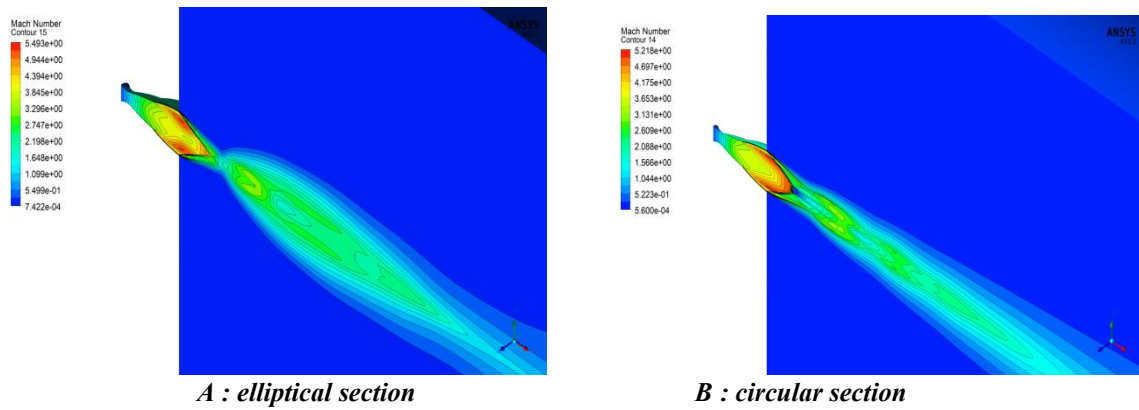 Mach Number
Contour 15
5.493e+00
4.944e+00
4.394e+00
3.845e+00
3.296e+00
2.747e+00
2.198e+00
1.648e+00
1.099e+00
5.499e-01
7.422e-04
ANSYS
A : elliptical section
Mach Number
Contour 14
5.218e+00
4.697e+00
4.175e+00
3.653e+00
3.131e+00
2.609e+00
2.088e+00
1.566e+00
1.044e+00
5.223e-01
5.600e-04
ANSYS
B : circular section